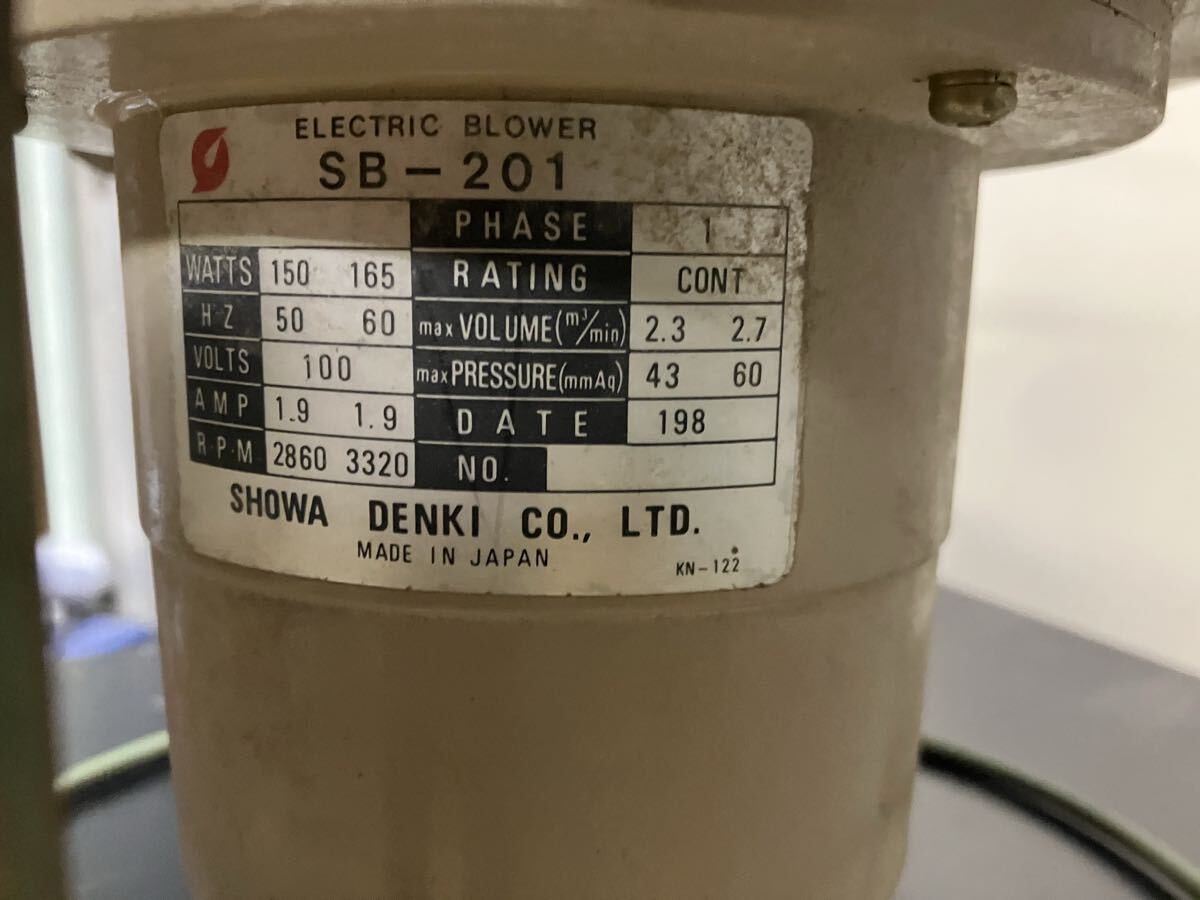 ELECTRIC BLOWER
SB-201
PHASE 1
WATTS 150 165 RATING CONT
HZ 50 60 max VOLUME(m³/min) 2.3 2.7
VOLTS 100 max PRESSURE(mmAq) 43 60
AMP 1.9 1.9 DATE 198
R·P·M 2860 3320 NO.
SHOWA DENKI CO., LTD.
MADE IN JAPAN
KN-122